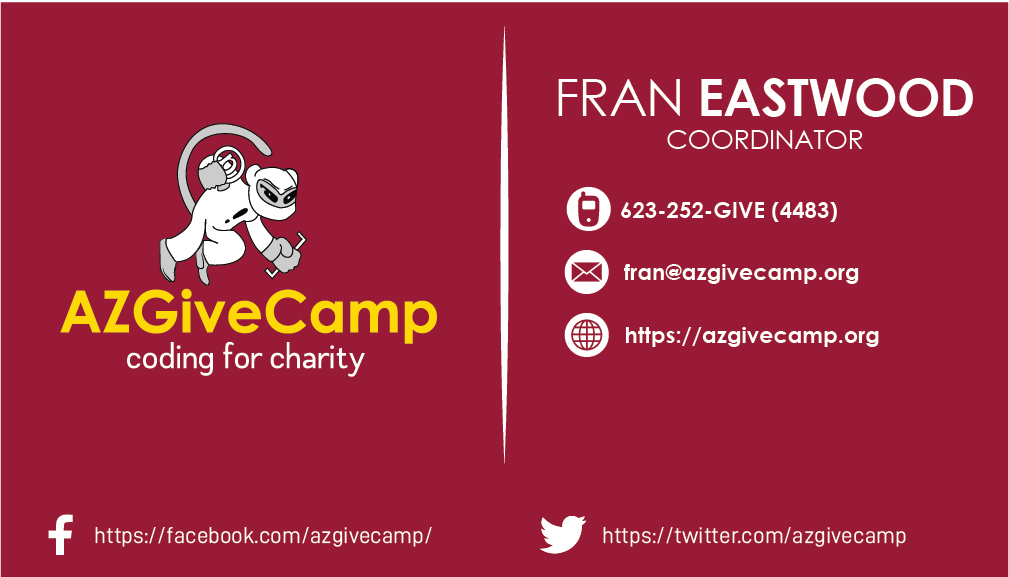 AZGiveCamp
coding for charity
FRAN EASTWOOD
COORDINATOR
623-252-GIVE (4483)
fran@azgivecamp.org
https://azgivecamp.org
https://facebook.com/azgivecamp/
https://twitter.com/azgivecamp